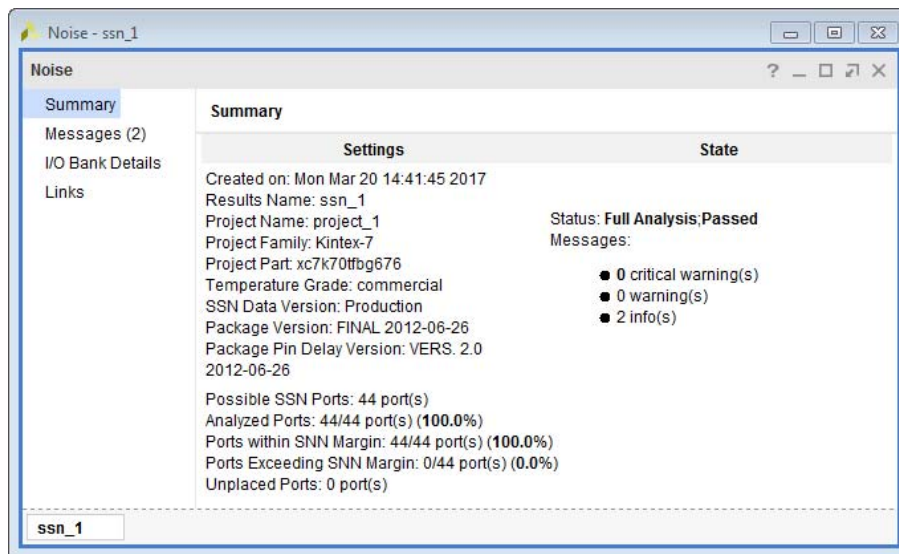 Noise - ssn_1
Noise
Summary
Messages (2)
I/O Bank Details
Links
Summary
Settings
State
Created on: Mon Mar 20 14:41:45 2017
Results Name: ssn_1
Project Name: project_1
Project Family: Kintex-7
Project Part: xc7k70tfbg676
Temperature Grade: commercial
SSN Data Version: Production
Package Version: FINAL 2012-06-26
Package Pin Delay Version: VERS. 2.0
2012-06-26
Possible SSN Ports: 44 port(s)
Analyzed Ports: 44/44 port(s) (100.0%)
Ports within SNN Margin: 44/44 port(s) (100.0%)
Ports Exceeding SNN Margin: 0/44 port(s) (0.0%)
Unplaced Ports: 0 port(s)
Status: Full Analysis;Passed
Messages:
0 critical warning(s)
0 warning(s)
2 info(s)
ssn_1